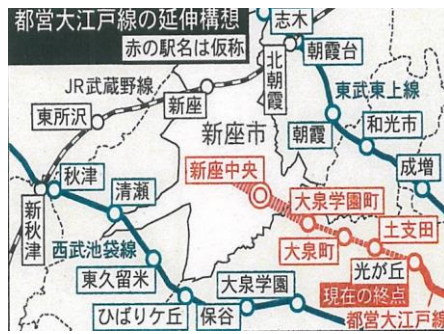 都営大江戸線の延伸構想
赤の駅名は仮称
志木
北朝霞
朝霞台
JR武蔵野線
新座
東所沢
東武東上線
新座市
朝霞
和光市
成増
新座中央
秋津
新秋津
清瀬
大泉学園町
土支田
大泉町
西武池袋線
光が丘
東久留米
大泉学園
現在の終点
ひばりケ丘
保谷
都営大江戸線